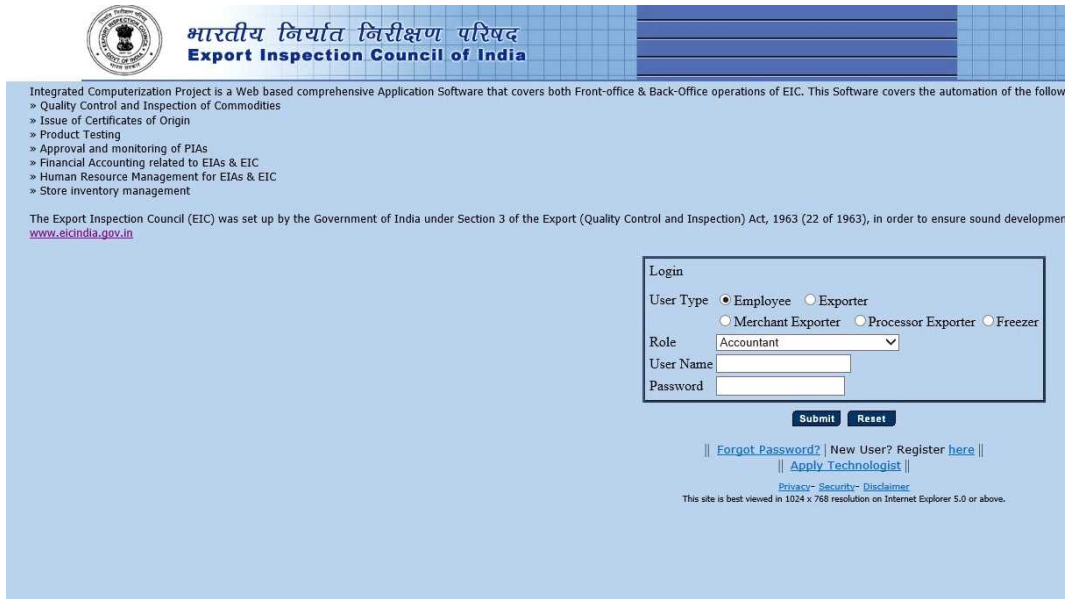 भारतीय निर्यात निरीक्षण परिषद
Export Inspection Council of India
Integrated Computerization Project is a Web based comprehensive Application Software that covers both Front-office & Back-Office operations of EIC. This Software covers the automation of the follow
» Quality Control and Inspection of Commodities
» Issue of Certificates of Origin
» Product Testing
» Approval and monitoring of PIAs
» Financial Accounting related to EIAs & EIC
» Human Resource Management for EIAs & EIC
» Store inventory management
The Export Inspection Council (EIC) was set up by the Government of India under Section 3 of the Export (Quality Control and Inspection) Act, 1963 (22 of 1963), in order to ensure sound developmen
www.eicindia.gov.in
Login
User Type Employee Exporter
Merchant Exporter Processor Exporter Freezer
Role Accountant
User Name
Password
Submit Reset
|| Forgot Password? | New User? Register here ||
|| Apply Technologist ||
Privacy- Security- Disclaimer
This site is best viewed in 1024 x 768 resolution on Internet Explorer 5.0 or above.